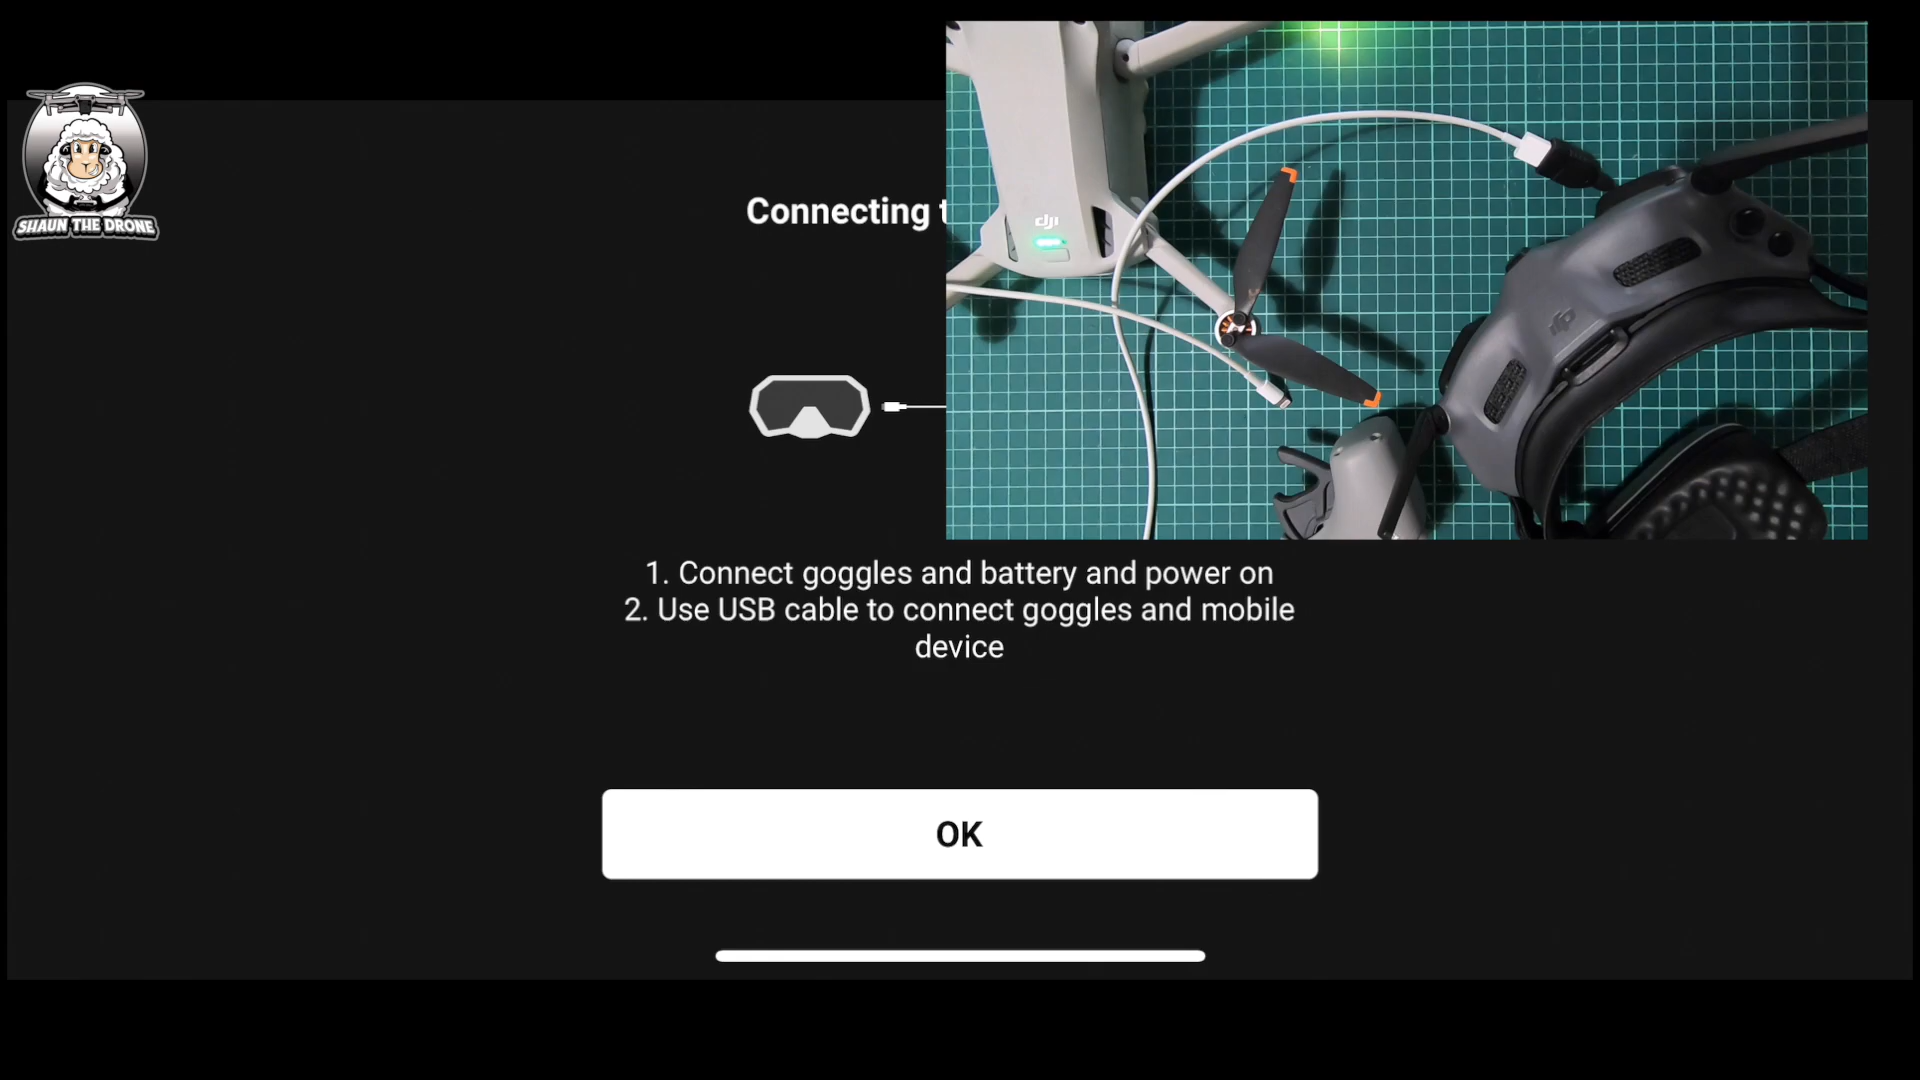 SHAUN THE DRONE
Connecting t
dji
dji
1. Connect goggles and battery and power on
2. Use USB cable to connect goggles and mobile
device
OK